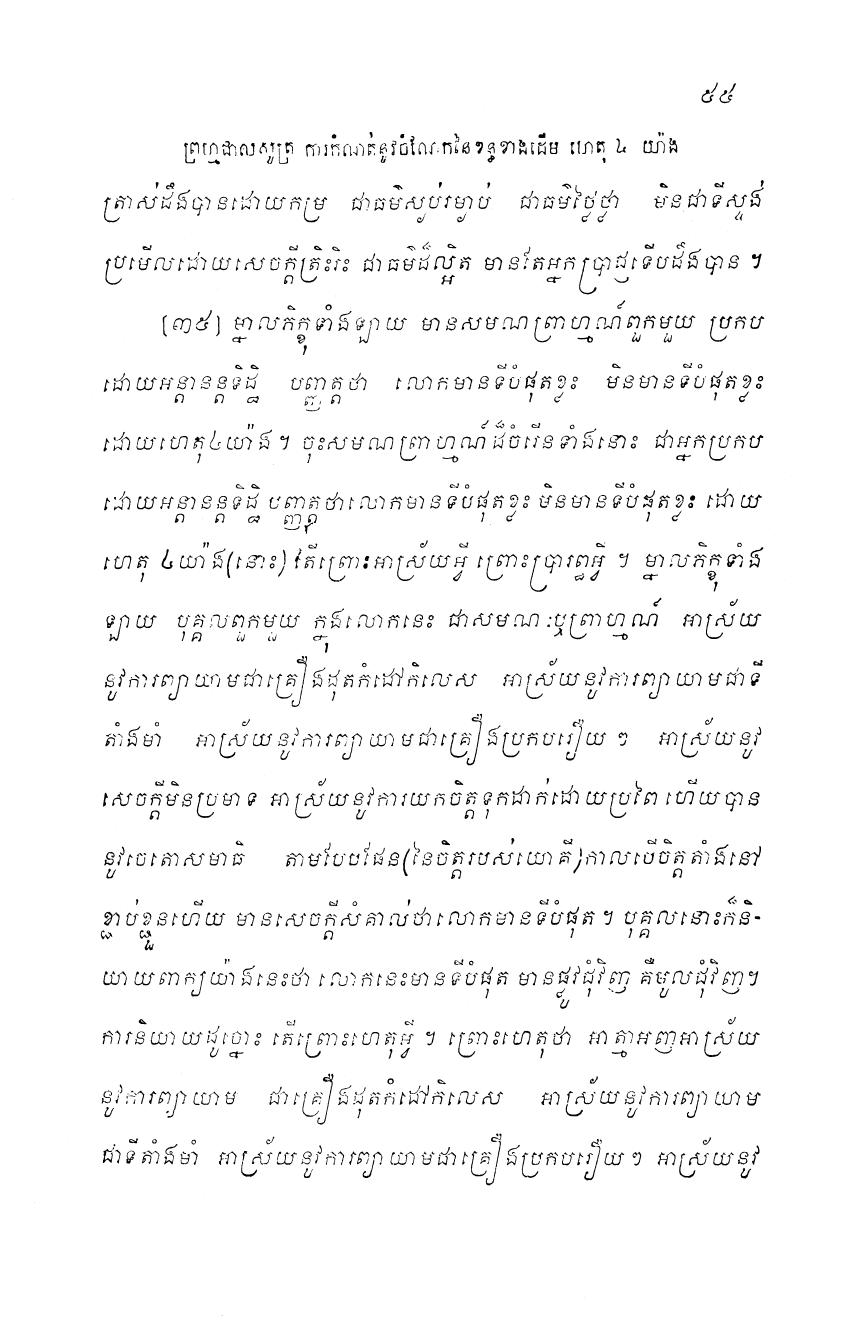 ៥៥
ព្រហ្មជាលសូត្រ ការកំណត់នូវចំណែកនៃខន្ធខាងដើម ហេតុ ៤ យ៉ាង
ត្រាស់ដឹងបានដោយកម្រ ជាធម៌ស្ងប់រម្ងាប់ ជាធម៌ថ្លៃថ្លា មិនជាទីស្ទង់
ប្រមើលដោយសេចក្តីត្រិះរិះ ជាធម៌ដ៏ល្អិត មានតែអ្នកប្រាជ្ញទើបដឹងបាន ។
[៣៥] ម្នាលភិក្ខុទាំងឡាយ មានសមណព្រាហ្មណ៍ពួកមួយ ប្រកប
ដោយអន្តានន្តទិដ្ឋិ បញ្ញត្តថា លោកមានទីបំផុតខ្លះ មិនមានទីបំផុតខ្លះ
ដោយហេតុ៤យ៉ាង ។ ចុះសមណព្រាហ្មណ៍ដ៏ចំរើនទាំងនោះ ជាអ្នកប្រកប
ដោយអន្តានន្តទិដ្ឋិ បញ្ញត្តថាលោកមានទីបំផុតខ្លះ មិនមានទីបំផុតខ្លះ ដោយ
ហេតុ ៤យ៉ាង(នោះ) តើព្រោះអាស្រ័យអ្វី ព្រោះប្រារព្ធអ្វី ។ ម្នាលភិក្ខុទាំង
ឡាយ បុគ្គលពួកមួយ ក្នុងលោកនេះ ជាសមណៈឬព្រាហ្មណ៍ អាស្រ័យ
នូវការព្យាយាមជាគ្រឿងដុតកំដៅកិលេស អាស្រ័យនូវការព្យាយាមជាទី
តាំងមាំ អាស្រ័យនូវការព្យាយាមជាគ្រឿងប្រកបរឿយ ៗ អាស្រ័យនូវ
សេចក្តីមិនប្រមាទ អាស្រ័យនូវការយកចិត្តទុកដាក់ដោយប្រពៃ ហើយបាន
នូវចេតោសមាធិ តាមបែបផែន(នៃចិត្តរបស់យោគី)កាលបើចិត្តតាំងនៅ
ខ្ជាប់ខ្ជួនហើយ មានសេចក្តីសំគាល់ថាលោកមានទីបំផុត ។ បុគ្គលនោះក៏និ-
យាយពាក្យយ៉ាងនេះថា លោកនេះមានទីបំផុត មានផ្លូវជុំវិញ គឺមូលជុំវិញ។
ការនិយាយដូច្នោះ តើព្រោះហេតុអ្វី ។ ព្រោះហេតុថា អាត្មាអញអាស្រ័យ
នូវការព្យាយាម ជាគ្រឿងដុតកំដៅកិលេស អាស្រ័យនូវការព្យាយាម
ជាទីតាំងមាំ អាស្រ័យនូវការព្យាយាមជាគ្រឿងប្រកបរឿយ ៗ អាស្រ័យនូវ